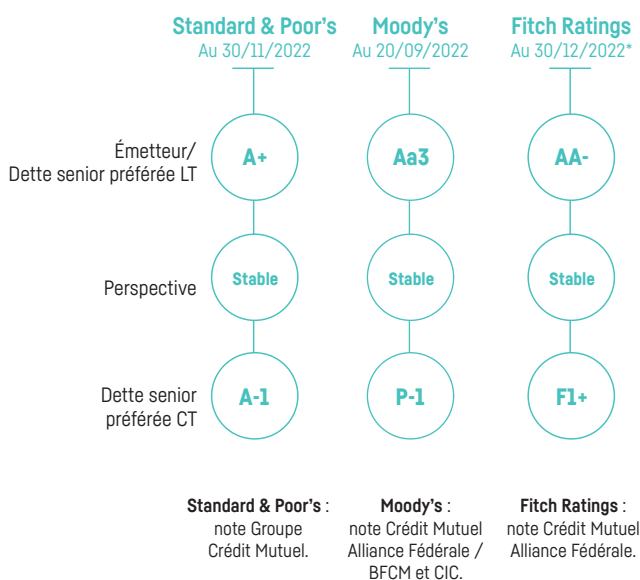 Standard & Poor's
Au 30/11/2022
Moody's
Au 20/09/2022
Fitch Ratings
Au 30/12/2022*
Émetteur/
Dette senior préférée LT
A+
Aa3
AA-
Perspective
Stable
Stable
Stable
Dette senior
préférée CT
A-1
P-1
F1+
Standard & Poor's :
note Groupe
Crédit Mutuel.
Moody's :
note Crédit Mutuel
Alliance Fédérale /
BFCM et CIC.
Fitch Ratings :
note Crédit Mutuel
Alliance Fédérale.